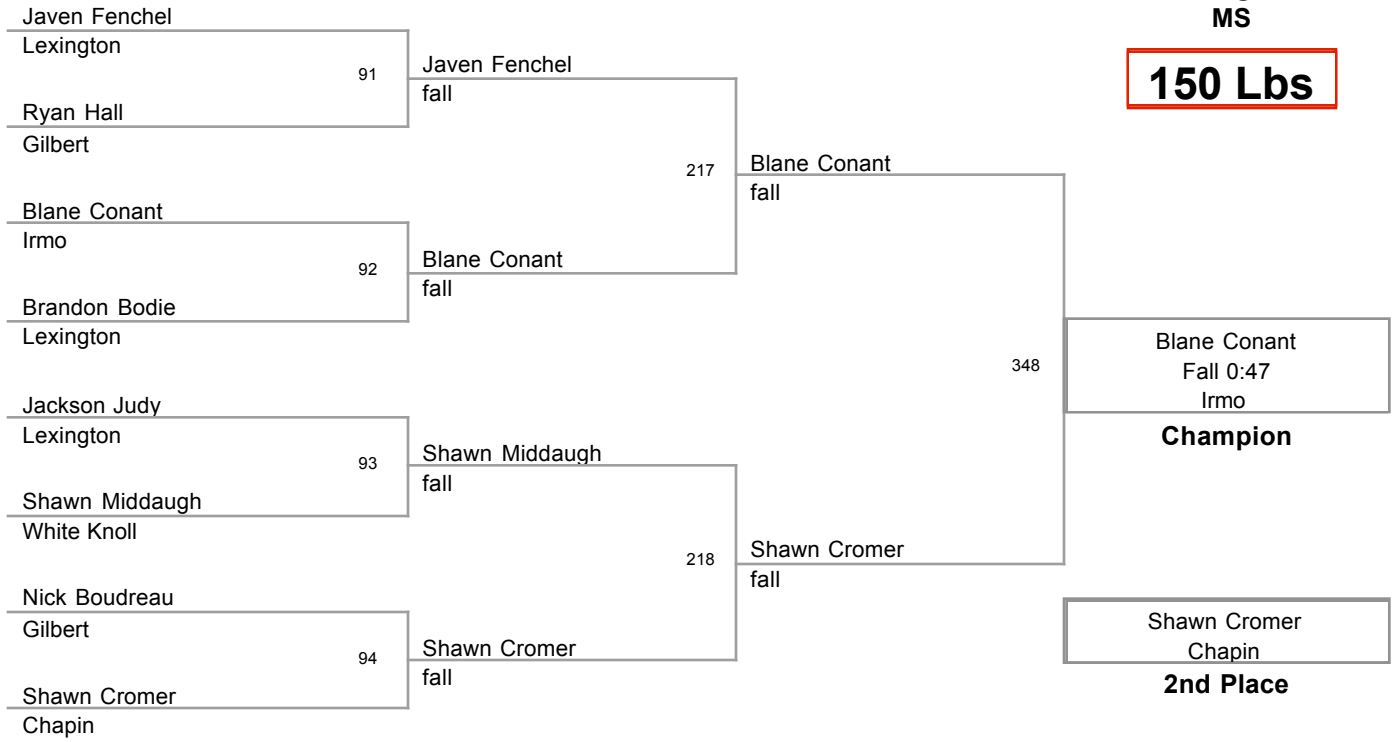 MS
150 Lbs
Javen Fenchel
Lexington
91
Ryan Hall
Gilbert
Javen Fenchel
fall
217
Blane Conant
Irmo
92
Brandon Bodie
Lexington
Blane Conant
fall
Blane Conant
fall
348
Jackson Judy
Lexington
93
Shawn Middaugh
White Knoll
Shawn Middaugh
fall
218
Nick Boudreau
Gilbert
94
Shawn Cromer
Chapin
Shawn Cromer
fall
Shawn Cromer
fall
Blane Conant
Fall 0:47
Irmo
Champion
Shawn Cromer
Chapin
2nd Place